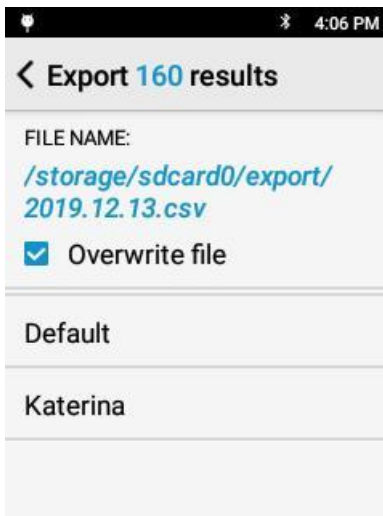 4:06 PM
Export 160 results
FILE NAME:
/storage/sdcard0/export/
2019.12.13.csv
Overwrite file
Default
Katerina